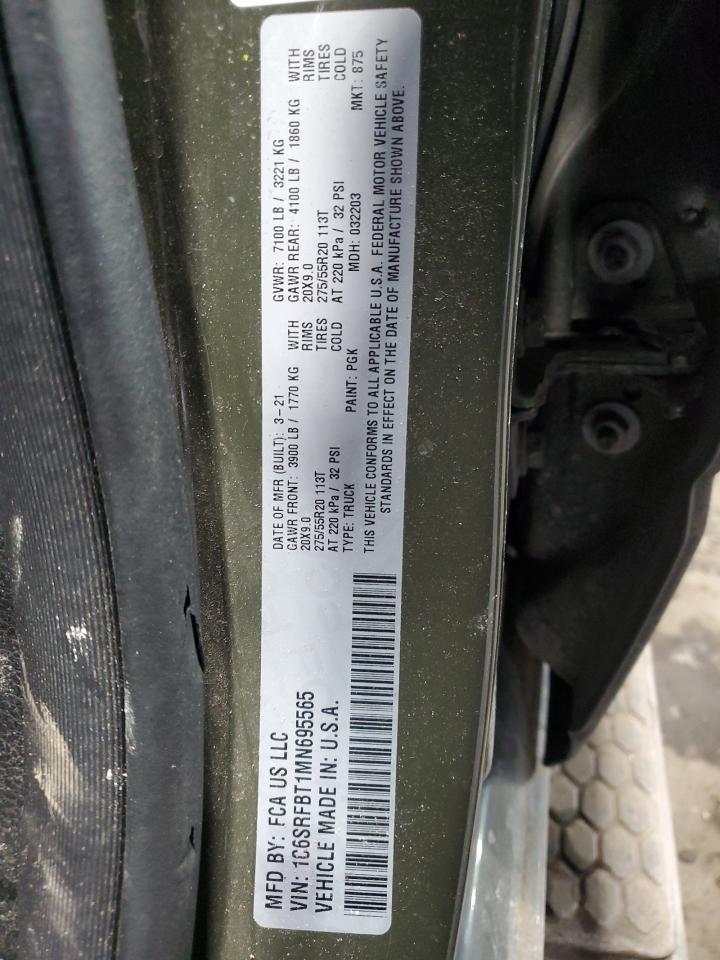 MFD BY: FCA US LLC
VIN: 1C6SRFBT1MN695565
VEHICLE MADE IN: U.S.A.
DATE OF MFR (BUILT): 3-21 GVWR: 7100 LB / 3221 KG
GAWR FRONT: 3900 LB / 1770 KG WITH GAWR REAR: 4100 LB / 1860 KG WITH
20X9.0 RIMS 20X9.0 RIMS
275/55R20 113T TIRES 275/55R20 113T TIRES
AT 220 kPa / 32 PSI COLD AT 220 kPa / 32 PSI COLD
TYPE: TRUCK PAINT: PGK MDH: 032203 MKT: 875
THIS VEHICLE CONFORMS TO ALL APPLICABLE U.S.A. FEDERAL MOTOR VEHICLE SAFETY
STANDARDS IN EFFECT ON THE DATE OF MANUFACTURE SHOWN ABOVE.